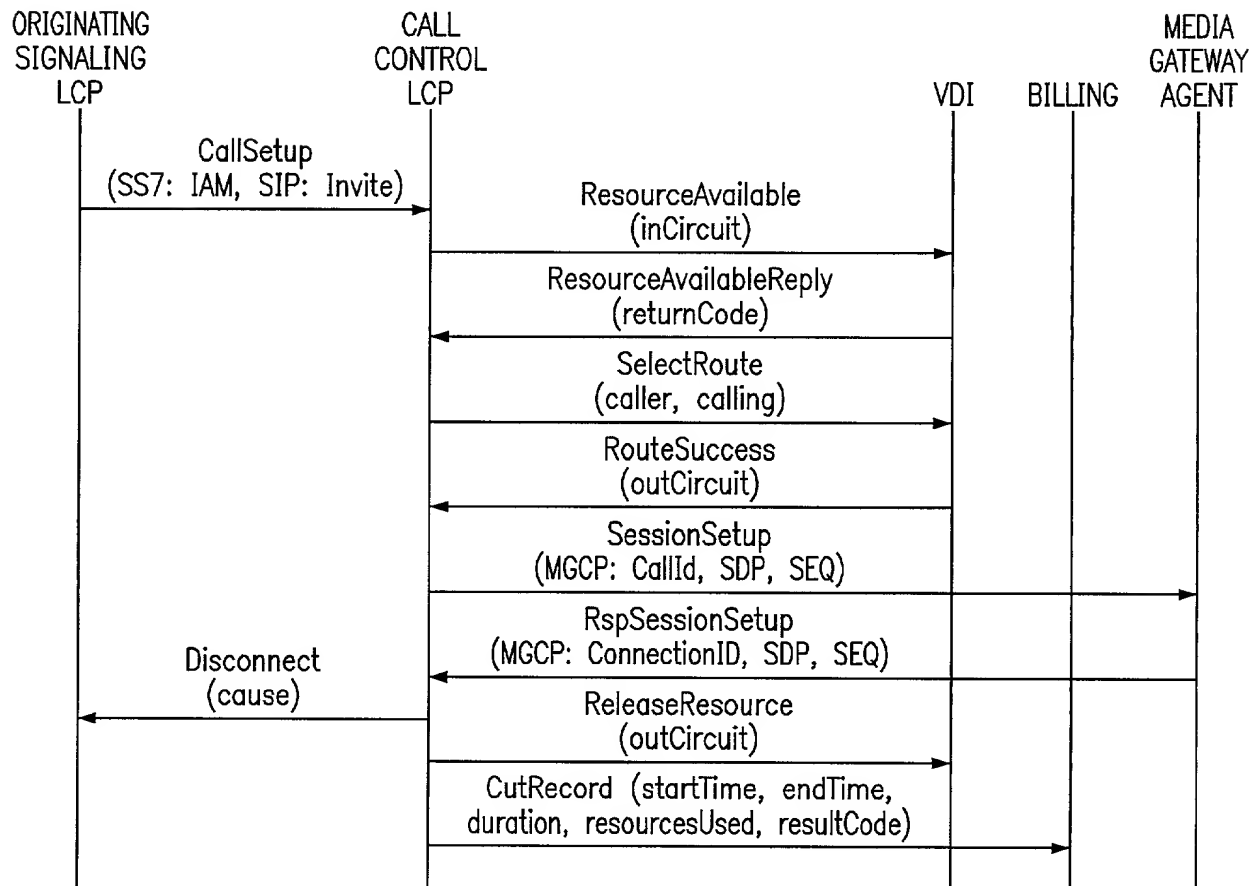 ORIGINATING
SIGNALING
LCP
CALL
CONTROL
LCP
VDI
BILLING
MEDIA
GATEWAY
AGENT
CallSetup
(SS7: IAM, SIP: Invite)
ResourceAvailable
(inCircuit)
ResourceAvailableReply
(returnCode)
SelectRoute
(caller, calling)
RouteSuccess
(outCircuit)
SessionSetup
(MGCP: CallId, SDP, SEQ)
RspSessionSetup
(MGCP: ConnectionID, SDP, SEQ)
Disconnect
(cause)
ReleaseResource
(outCircuit)
CutRecord (startTime, endTime,
duration, resourcesUsed, resultCode)